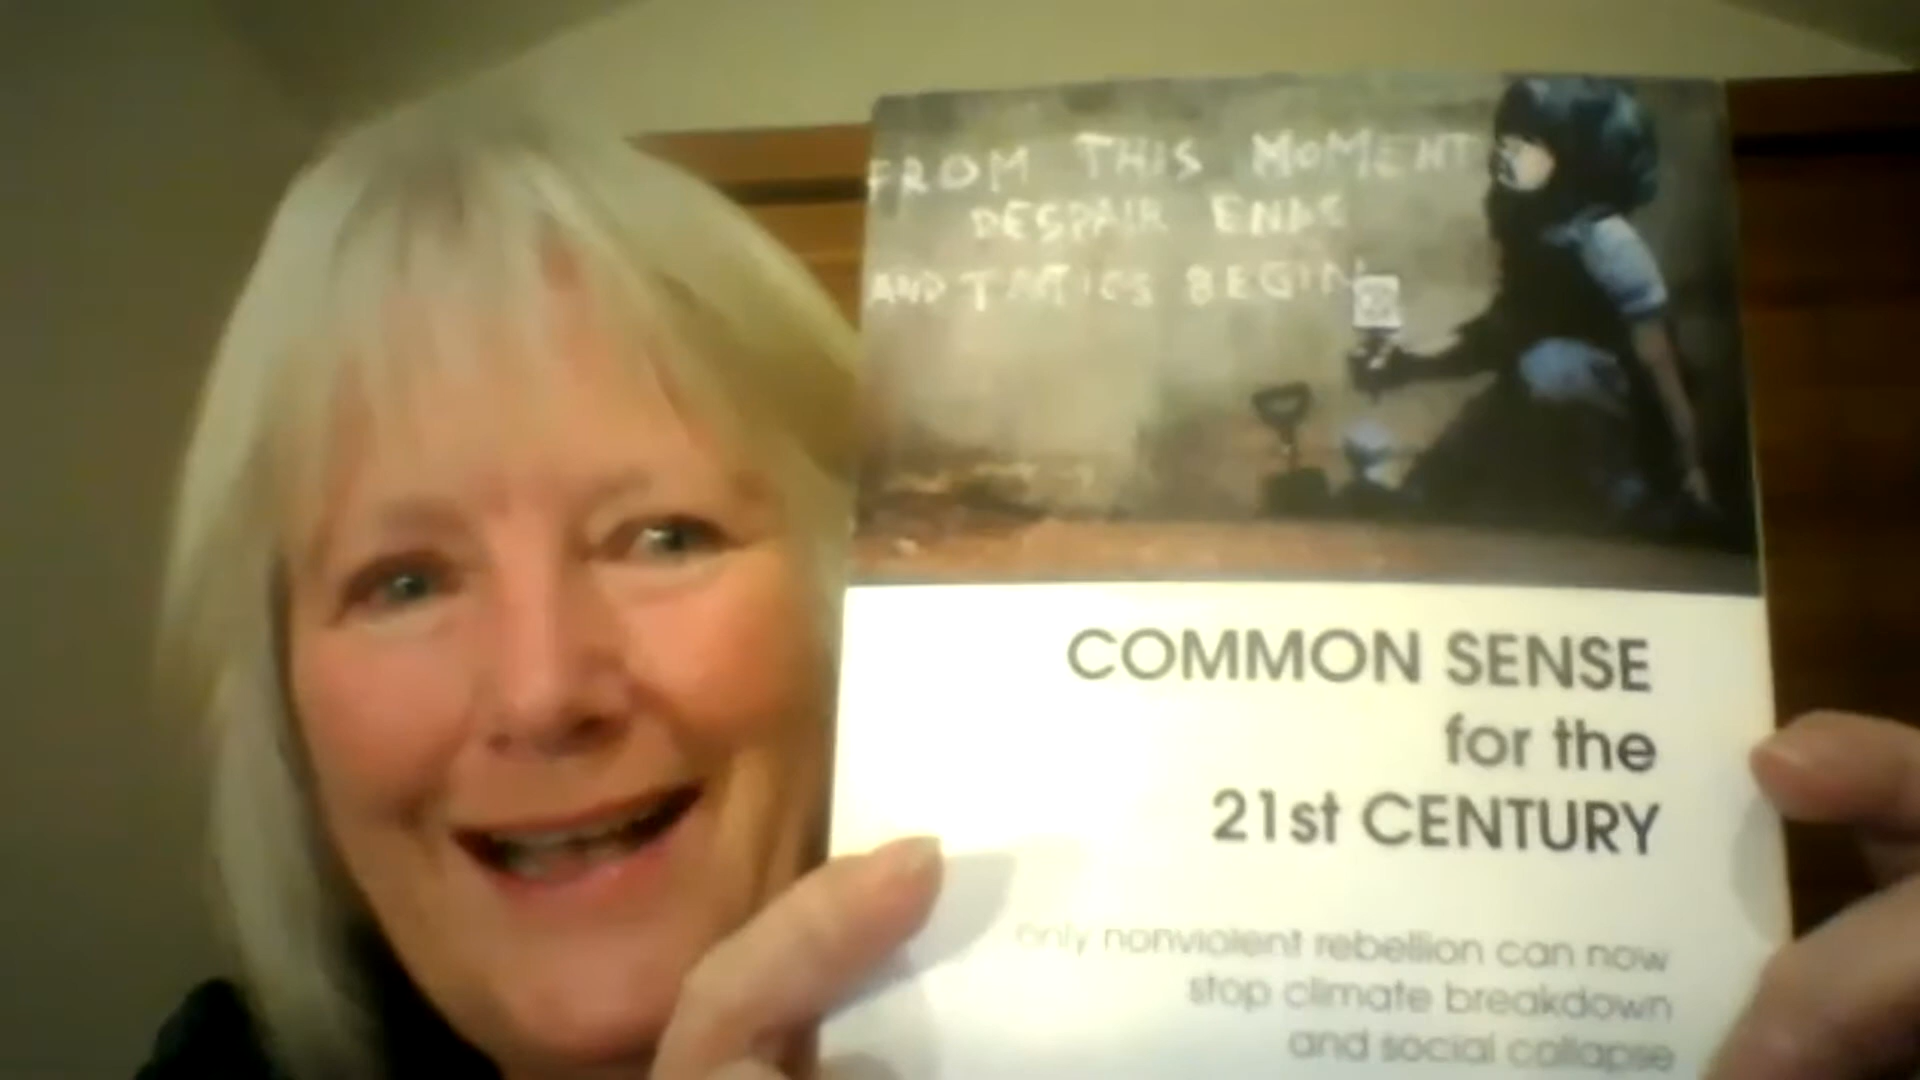 FROM THIS MOMENT
DESPAIR ENDS
AND TACTICS BEGIN
COMMON SENSE
for the
21st CENTURY
only nonviolent rebellion can now
stop climate breakdown
and social collapse